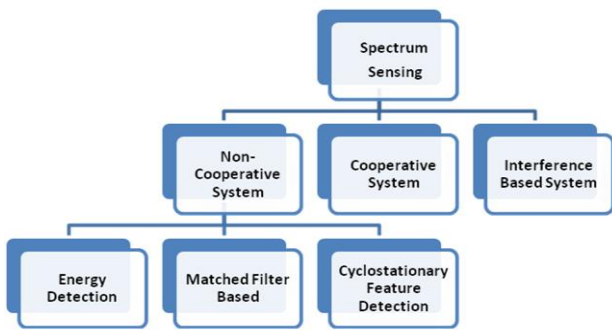 Spectrum
Sensing
Non-
Cooperative
System
Cooperative
System
Interference
Based System
Energy
Detection
Matched Filter
Based
Cyclostationary
Feature
Detection